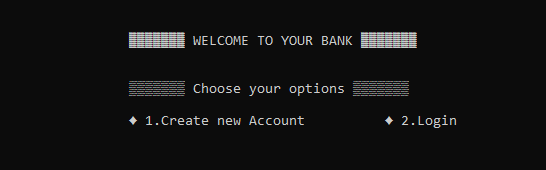 WELCOME TO YOUR BANK
Choose your options
♦ 1.Create new Account ♦ 2.Login